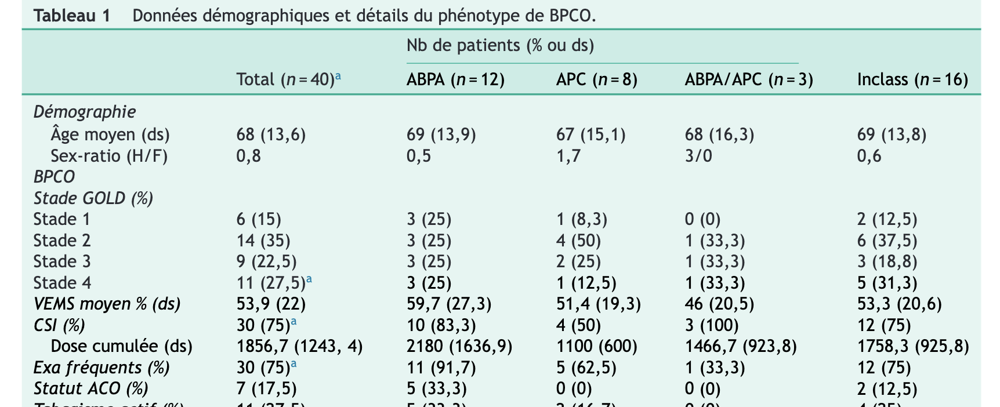 Tableau 1 Données démographiques et détails du phénotype de BPCO.
Nb de patients (% ou ds)
Total (n = 40)a ABPA (n = 12) APC (n = 8) ABPA/APC (n = 3) Inclass (n = 16)
Démographie
Âge moyen (ds) 68 (13,6) 69 (13,9) 67 (15,1) 68 (16,3) 69 (13,8)
Sex-ratio (H/F) 0,8 0,5 1,7 3/0 0,6
BPCO
Stade GOLD (%)
Stade 1 6 (15) 3 (25) 1 (8,3) 0 (0) 2 (12,5)
Stade 2 14 (35) 3 (25) 4 (50) 1 (33,3) 6 (37,5)
Stade 3 9 (22,5) 3 (25) 2 (25) 1 (33,3) 3 (18,8)
Stade 4 11 (27,5)a 3 (25) 1 (12,5) 1 (33,3) 5 (31,3)
VEMS moyen % (ds) 53,9 (22) 59,7 (27,3) 51,4 (19,3) 46 (20,5) 53,3 (20,6)
CSI (%) 30 (75)a 10 (83,3) 4 (50) 3 (100) 12 (75)
Dose cumulée (ds) 1856,7 (1243, 4) 2180 (1636,9) 1100 (600) 1466,7 (923,8) 1758,3 (925,8)
Exa fréquents (%) 30 (75)a 11 (91,7) 5 (62,5) 1 (33,3) 12 (75)
Statut ACO (%) 7 (17,5) 5 (33,3) 0 (0) 0 (0) 2 (12,5)